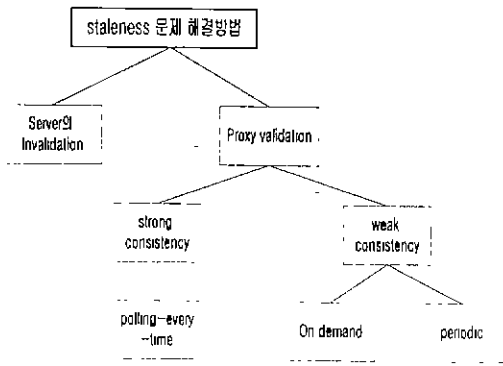 staleness 문제 해결방법
Server의
Invalidation
Proxy validation
strong
consistency
weak
consistency
polling-every
-time
On demand
periodic